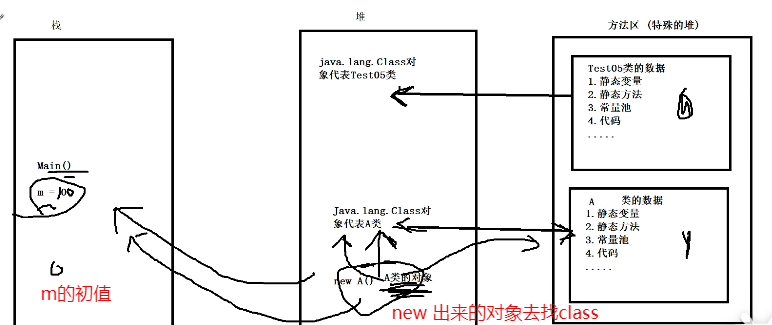 栈
堆
方法区 (特殊的堆)
java.lang.Class对
象代表Test05类
Test05类的数据
1.静态变量
2.静态方法
3.常量池
4.代码
.....
Main()
m = 100
Java.lang.Class对
象代表A类
A 类的数据
1.静态变量
2.静态方法
3.常量池
4.代码
.....
new A() A类的对象
0
m的初值
new 出来的对象去找class